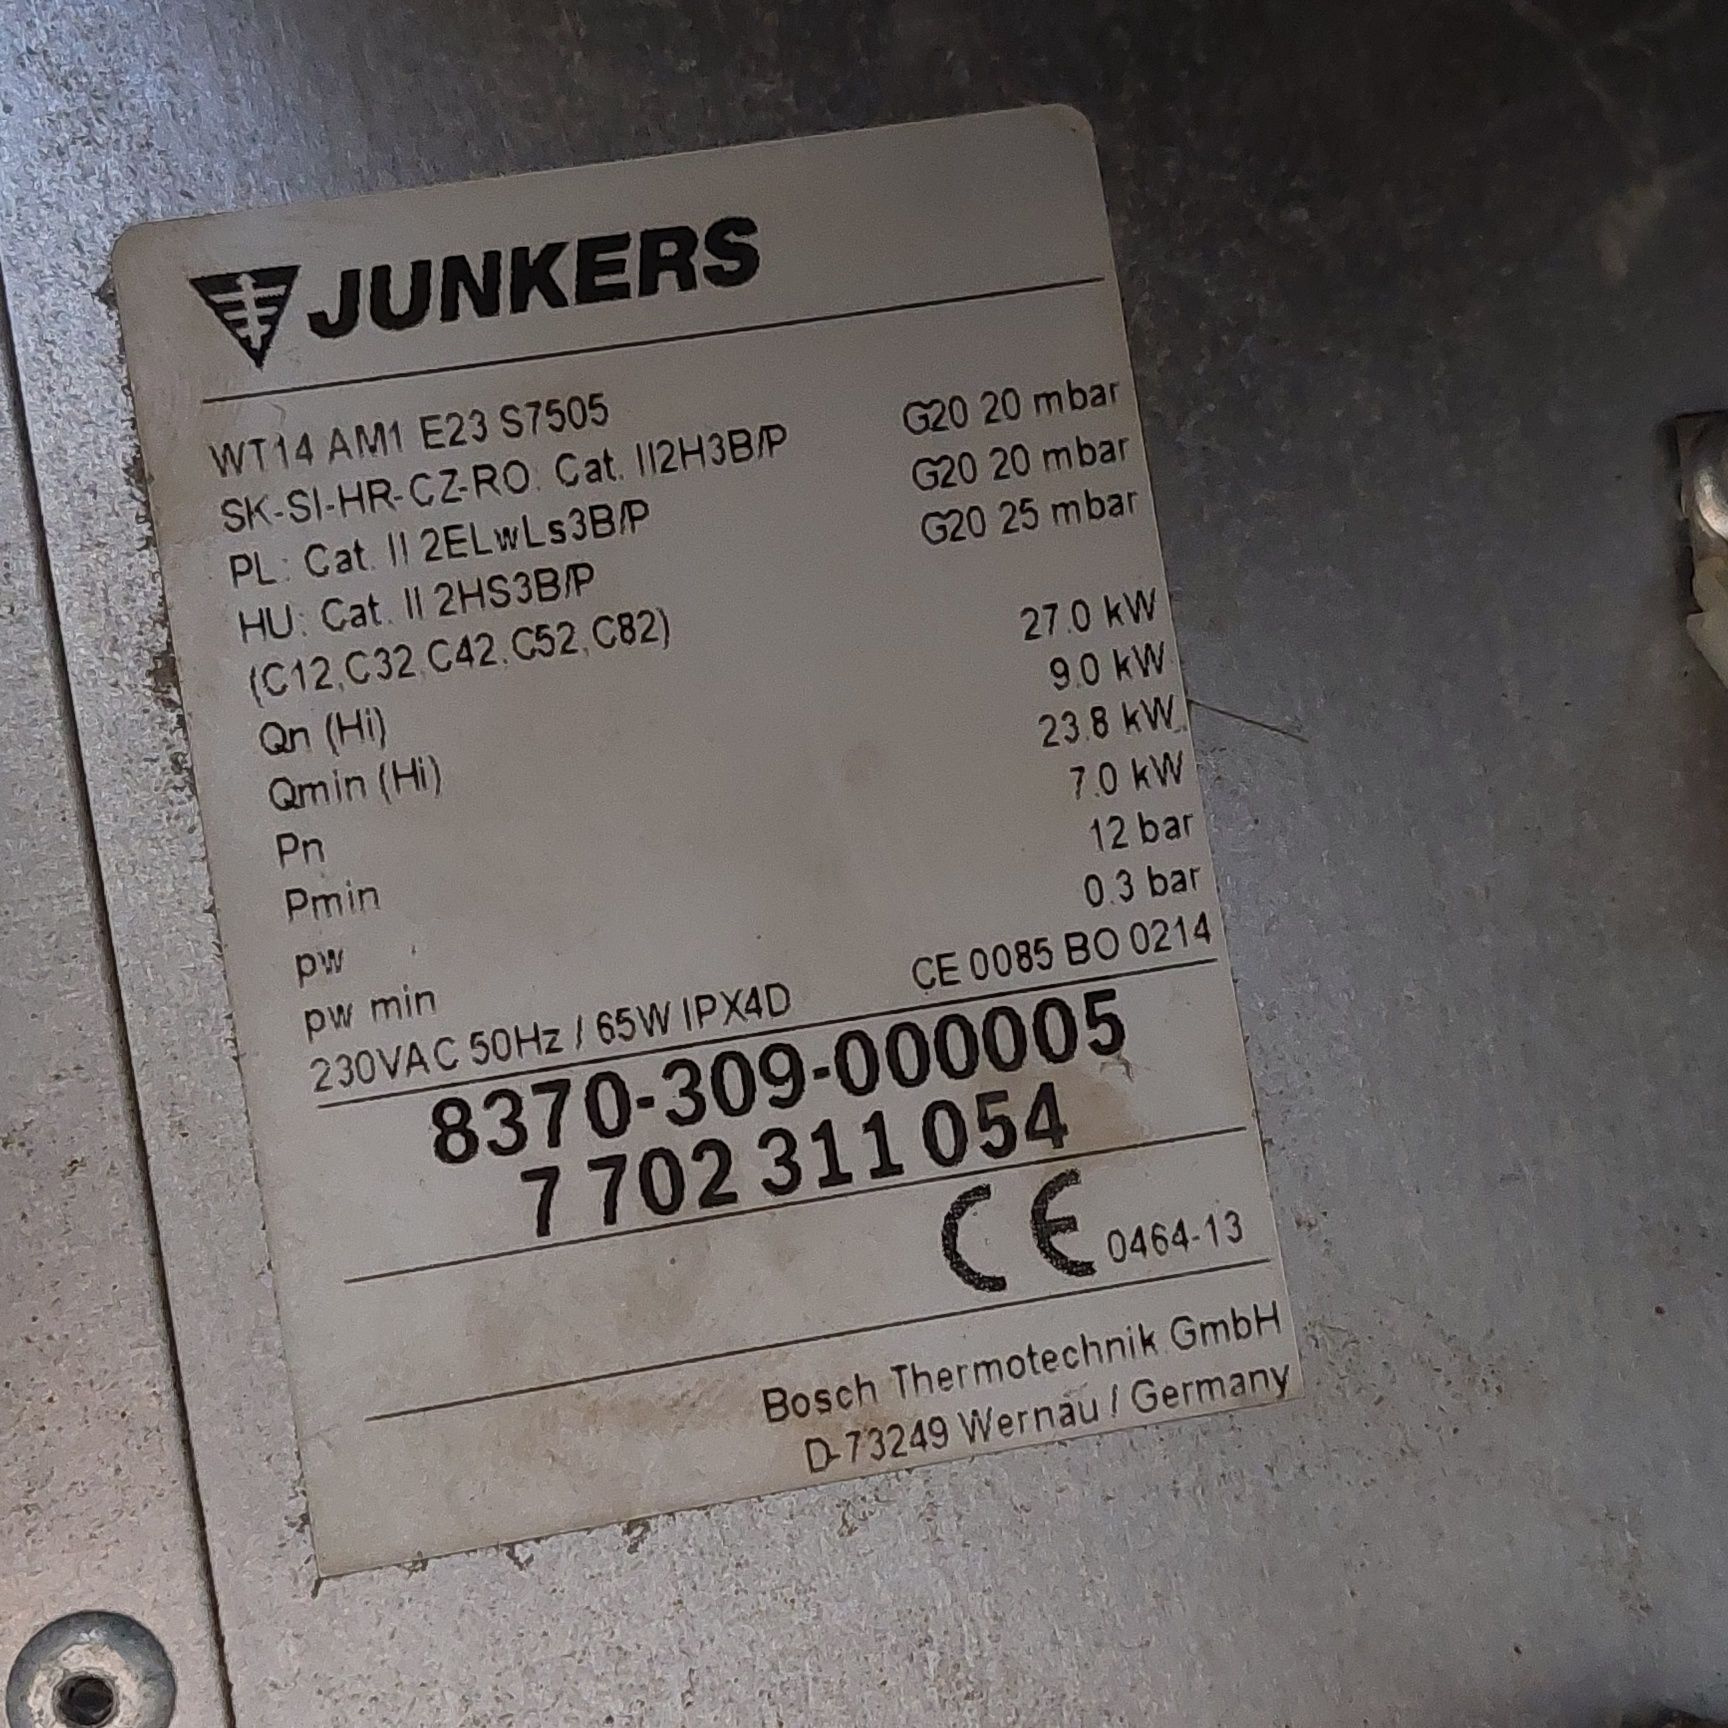 JUNKERS
WT14 AM1 E23 S7505
SK-SI-HR-CZ-RO: Cat. II2H3B/P G20 20 mbar
PL: Cat. II 2ELwLs3B/P G20 20 mbar
HU: Cat. II 2HS3B/P G20 25 mbar
(C12,C32,C42,C52,C82)
Qn (Hi) 27.0 kW
Qmin (Hi) 9.0 kW
Pn 23.8 kW
Pmin 7.0 kW
pw 12 bar
pw min 0.3 bar
230VAC 50Hz / 65W IPX4D CE 0085 BO 0214
8370-309-000005
7 702 311 054
CE 0464-13
Bosch Thermotechnik GmbH
D-73249 Wernau / Germany